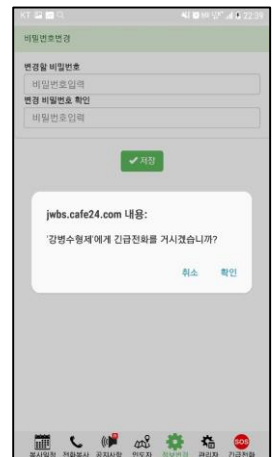 KT
22:39
비밀번호변경
변경할 비밀번호
비밀번호입력
변경 비밀번호 확인
비밀번호입력
저장
jwbs.cafe24.com 내용:
'강병수형제'에게 긴급전화를 거시겠습니까?
취소 확인
SOS
봉사일정 전화봉사 공지사항 인도자 정보변경 관리자 긴급전화